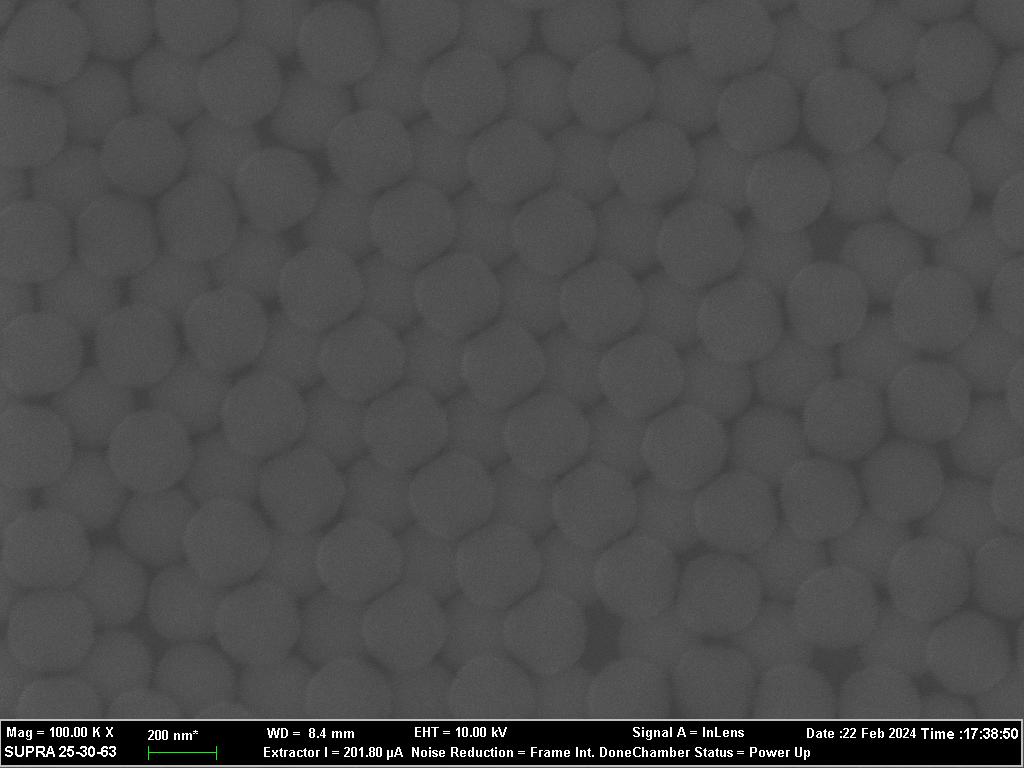 Mag = 100.00 K X 200 nm* WD = 8.4 mm EHT = 10.00 kV Signal A = InLens Date :22 Feb 2024 Time :17:38:50
SUPRA 25-30-63 Extractor I = 201.80 µA Noise Reduction = Frame Int. DoneChamber Status = Power Up